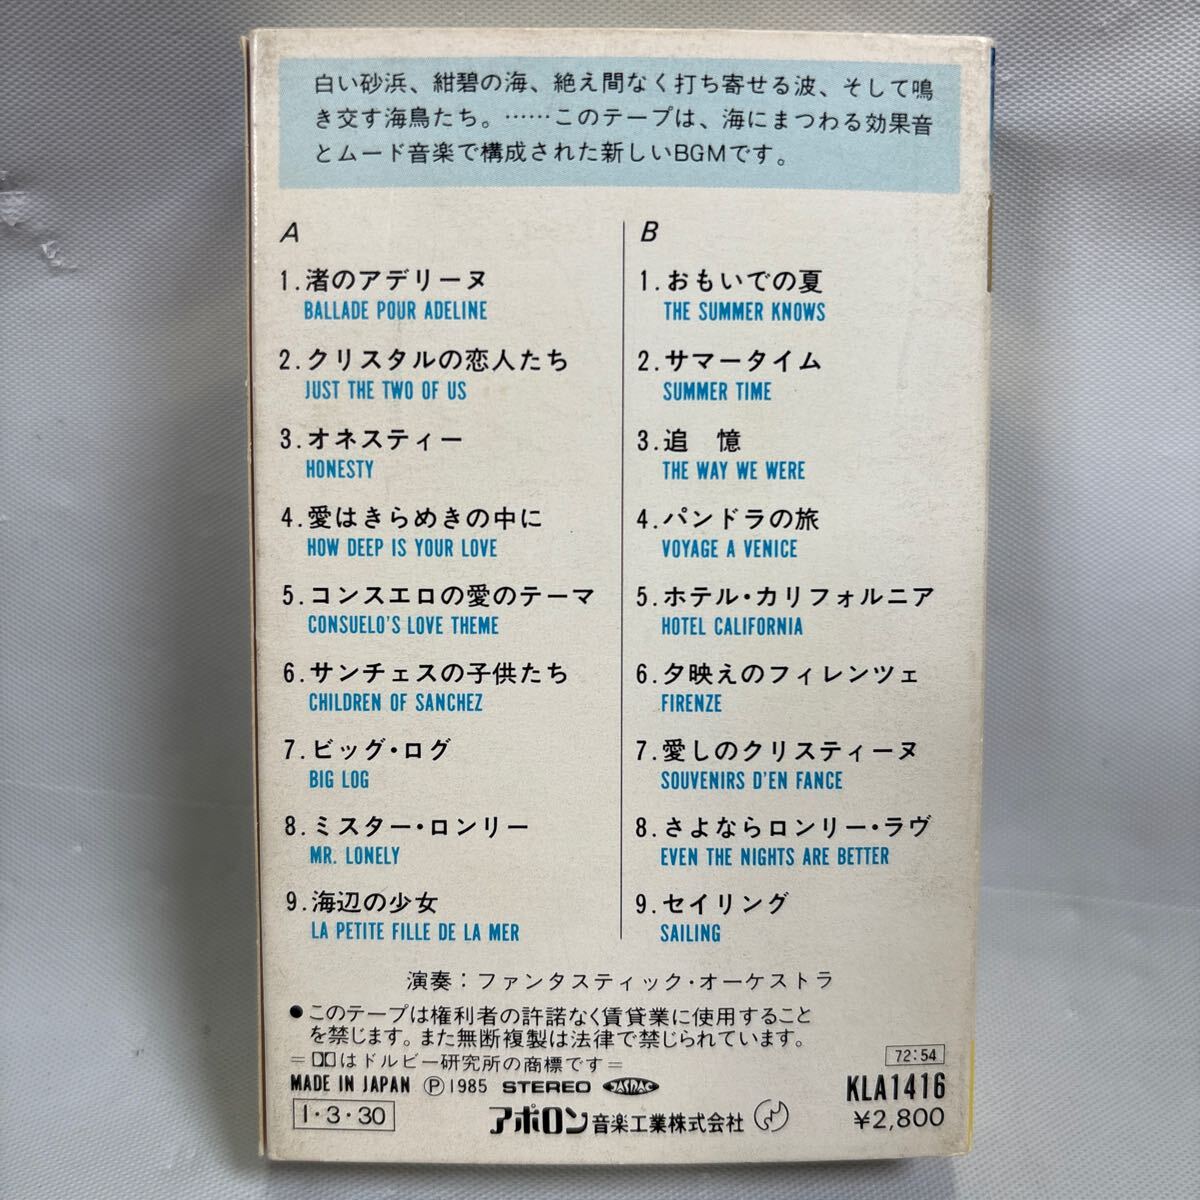 白い砂浜、紺碧の海、絶え間なく打ち寄せる波、そして鳴
き交す海鳥たち。……このテープは、海にまつわる効果音
とムード音楽で構成された新しいBGMです。
A
1.渚のアデリーヌ
BALLADE POUR ADELINE
2.クリスタルの恋人たち
JUST THE TWO OF US
3.オネスティー
HONESTY
4.愛はきらめきの中に
HOW DEEP IS YOUR LOVE
5.コンスエロの愛のテーマ
CONSUELO'S LOVE THEME
6.サンチェスの子供たち
CHILDREN OF SANCHEZ
7.ビッグ・ログ
BIG LOG
8.ミスター・ロンリー
MR. LONELY
9.海辺の少女
LA PETITE FILLE DE LA MER
B
1.おもいでの夏
THE SUMMER KNOWS
2.サマータイム
SUMMER TIME
3.追　憶
THE WAY WE WERE
4.パンドラの旅
VOYAGE A VENICE
5.ホテル・カリフォルニア
HOTEL CALIFORNIA
6.夕映えのフィレンツェ
FIRENZE
7.愛しのクリスティーヌ
SOUVENIRS D'EN FANCE
8.さよならロンリー・ラヴ
EVEN THE NIGHTS ARE BETTER
9.セイリング
SAILING
演奏：ファンタスティック・オーケストラ
●このテープは権利者の許諾なく賃貸業に使用すること
を禁じます。また無断複製は法律で禁じられています。
＝はドルビー研究所の商標です＝
72:54
MADE IN JAPAN Ⓟ1985 STEREO JASRAC
KLA1416
1・3・30
アポロン音楽工業株式会社
¥2,800